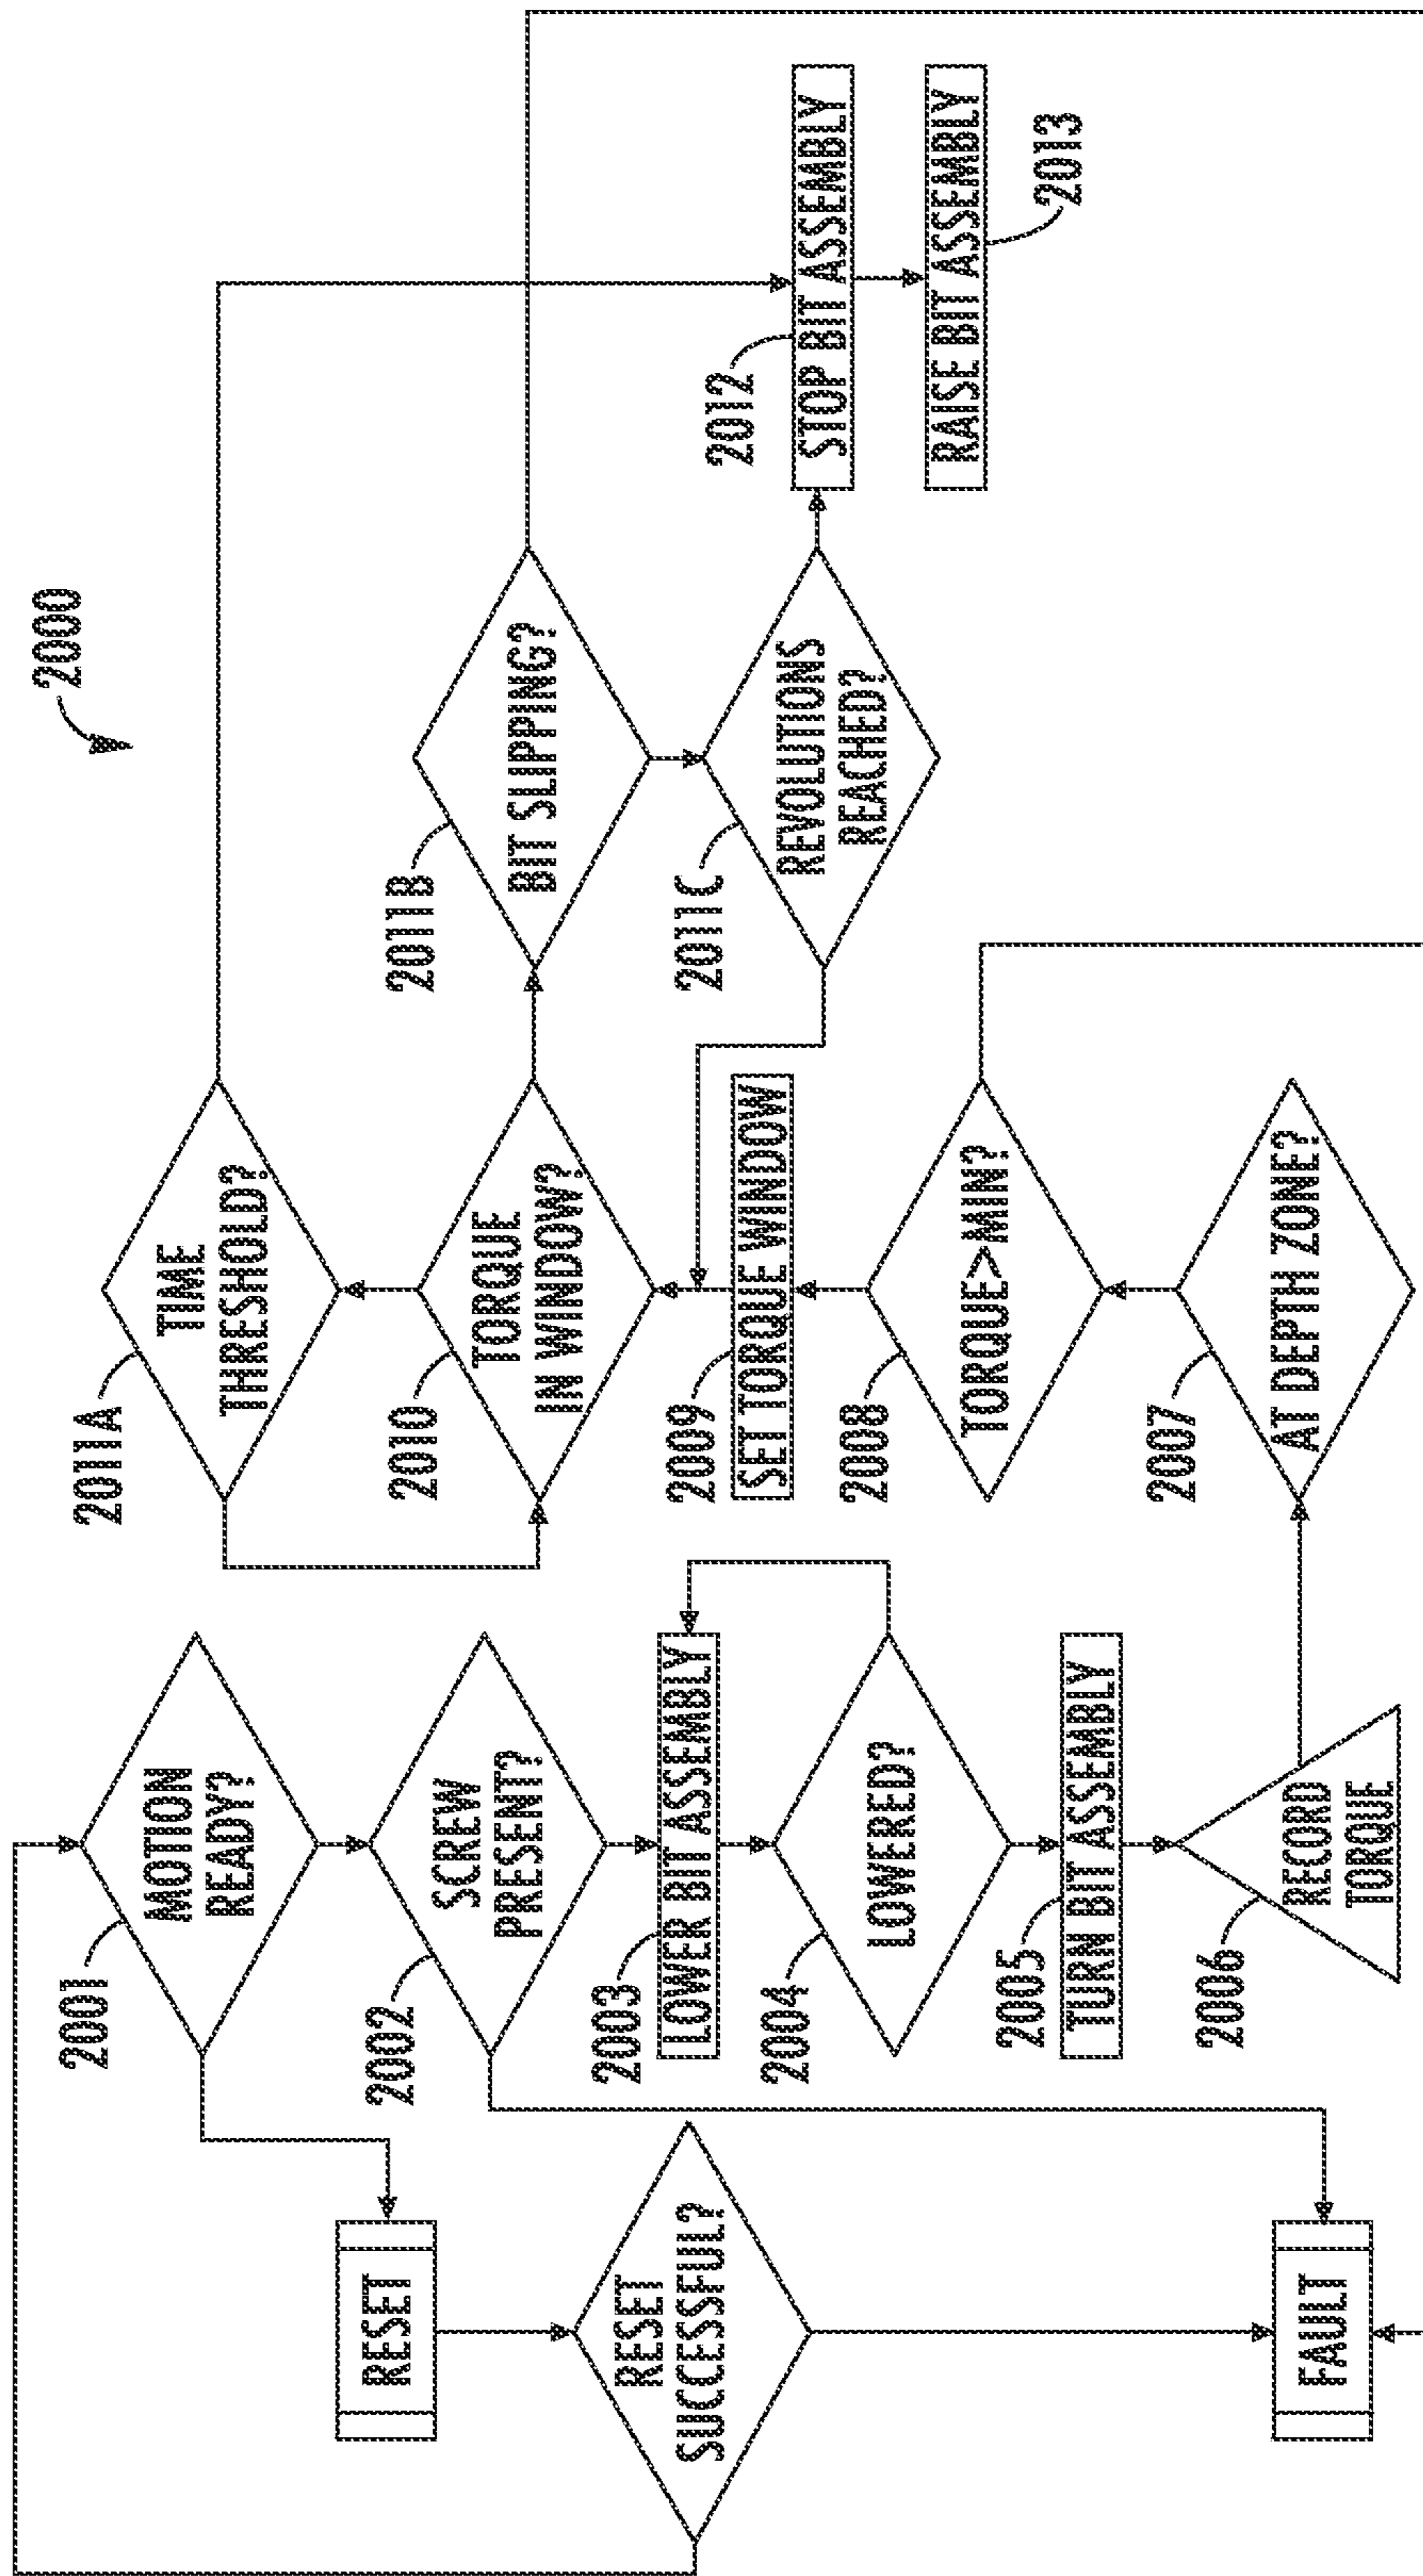 2000
2001
MOTION
READY?
2002
SCREW
PRESENT?
2003
LOWER BIT ASSEMBLY
2004
LOWERED?
2005
TURN BIT ASSEMBLY
2006
RECORD
TORQUE
RESET
RESET
SUCCESSFUL?
FAULT
2007
AT DEPTH ZONE?
2008
TORQUE>MIN?
2009
SET TORQUE WINDOW
2010
TORQUE
IN WINDOW?
2011A
TIME
THRESHOLD?
2011B
BIT SLIPPING?
2011C
REVOLUTIONS
REACHED?
2012
STOP BIT ASSEMBLY
RAISE BIT ASSEMBLY
2013